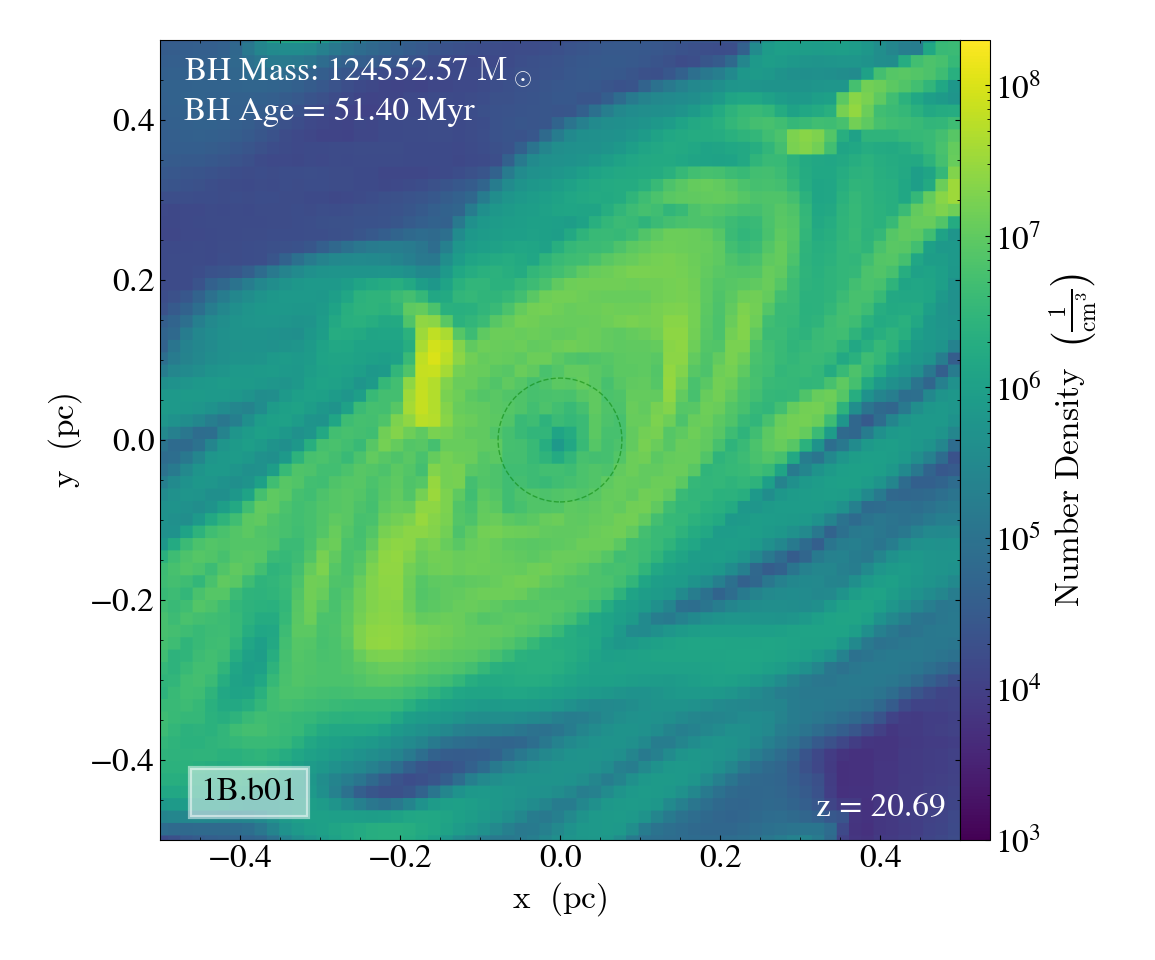 BH Mass: 124552.57 M☉
BH Age = 51.40 Myr
1B.b01
z = 20.69
0.4
0.2
0.0
−0.2
−0.4
y (pc)
−0.4 −0.2 0.0 0.2 0.4
x (pc)
10⁸
10⁷
10⁶
10⁵
10⁴
10³
Number Density (1/cm³)